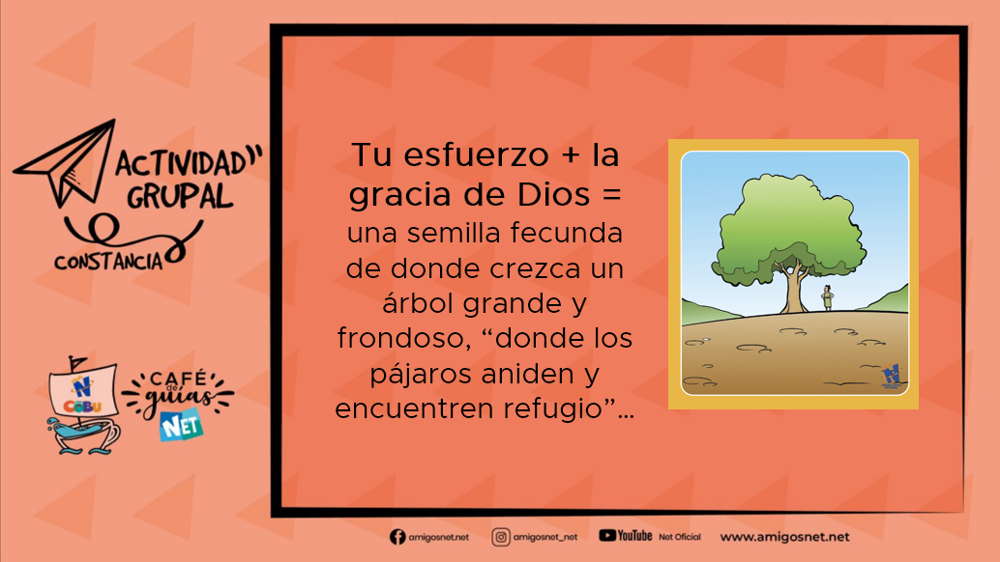 ACTIVIDAD
GRUPAL
CONSTANCIA
Tu esfuerzo + la
gracia de Dios =
una semilla fecunda
de donde crezca un
árbol grande y
frondoso, “donde los
pájaros aniden y
encuentren refugio”...
N
CōBu
CAFÉ
de
guías
NET
N
amigosnet.net
amigosnet_net
YouTube Net Oficial
www.amigosnet.net